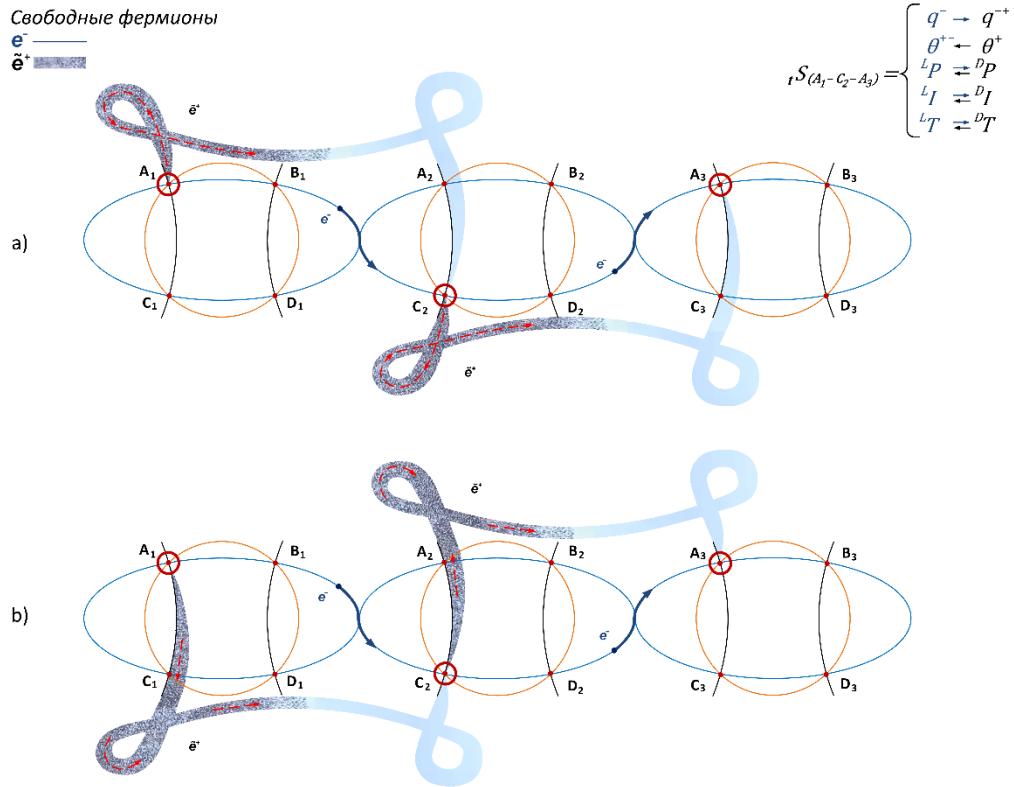 Свободные фермионы
e⁻
ẽ⁺
q⁻ → q⁻⁺
θ⁺⁻ ← θ⁺
ₜS(A₁−C₂−A₃) = ᴸP ⇄ ᴰP
ᴸI ⇄ ᴰI
ᴸT ⇄ ᴰT
ẽ⁺
A₁ B₁ A₂ B₂ A₃ B₃
a) e⁻ e⁻
C₁ D₁ C₂ D₂ C₃ D₃
ẽ⁺
ẽ⁺
A₁ B₁ A₂ B₂ A₃ B₃
b) e⁻ e⁻
C₁ D₁ C₂ D₂ C₃ D₃
ẽ⁺